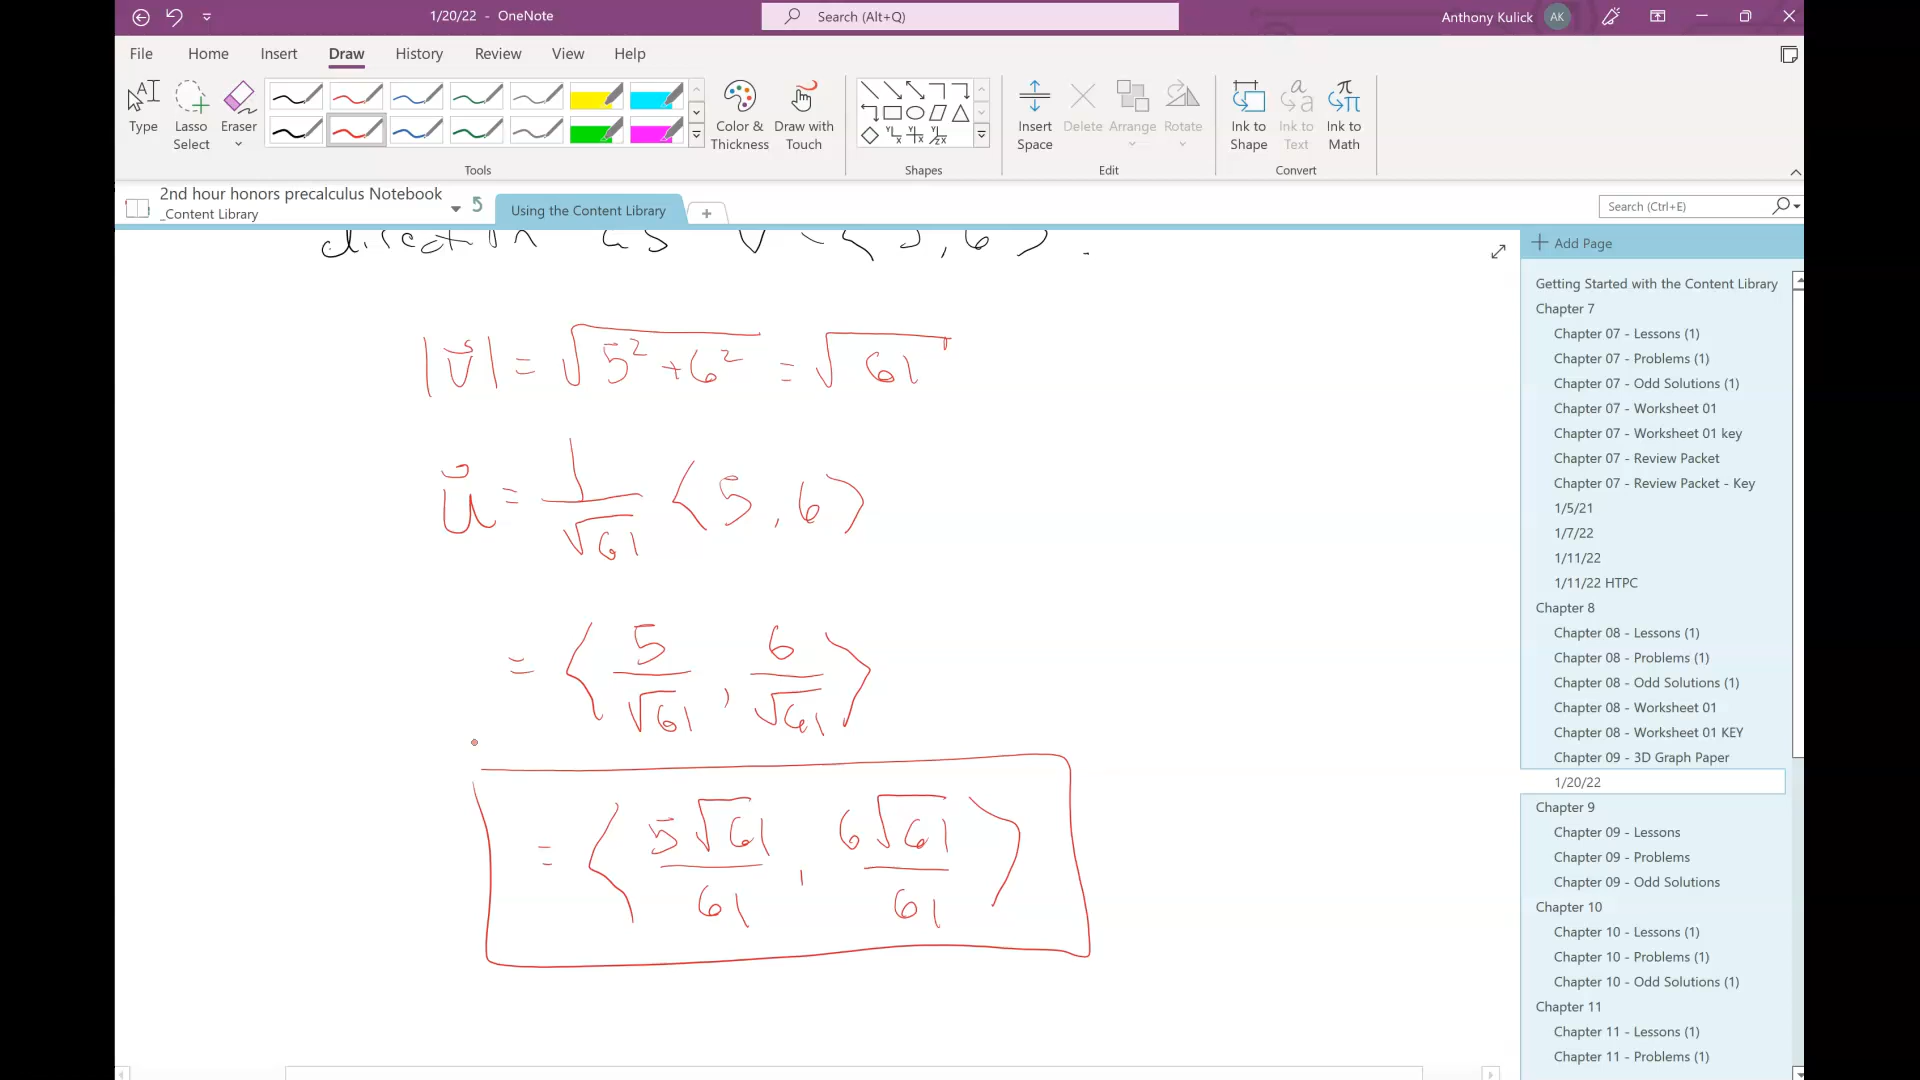 1/20/22 - OneNote
Search (Alt+Q)
Anthony Kulick AK
File Home Insert Draw History Review View Help
Type
Lasso Select
Eraser
Color & Thickness
Draw with Touch
Insert Space
Delete
Arrange
Rotate
Ink to Shape
Ink to Text
Ink to Math
Tools
Shapes
Edit
Convert
2nd hour honors precalculus Notebook
_Content Library
Using the Content Library
Search (Ctrl+E)
direction as v = ⟨5,6⟩.
|v⃗| = √(5² + 6²) = √61
u⃗ = 1/√61 ⟨5, 6⟩
= ⟨5/√61, 6/√61⟩
= ⟨5√61/61, 6√61/61⟩
Add Page
Getting Started with the Content Library
Chapter 7
Chapter 07 - Lessons (1)
Chapter 07 - Problems (1)
Chapter 07 - Odd Solutions (1)
Chapter 07 - Worksheet 01
Chapter 07 - Worksheet 01 key
Chapter 07 - Review Packet
Chapter 07 - Review Packet - Key
1/5/21
1/7/22
1/11/22
1/11/22 HTPC
Chapter 8
Chapter 08 - Lessons (1)
Chapter 08 - Problems (1)
Chapter 08 - Odd Solutions (1)
Chapter 08 - Worksheet 01
Chapter 08 - Worksheet 01 KEY
Chapter 09 - 3D Graph Paper
1/20/22
Chapter 9
Chapter 09 - Lessons
Chapter 09 - Problems
Chapter 09 - Odd Solutions
Chapter 10
Chapter 10 - Lessons (1)
Chapter 10 - Problems (1)
Chapter 10 - Odd Solutions (1)
Chapter 11
Chapter 11 - Lessons (1)
Chapter 11 - Problems (1)